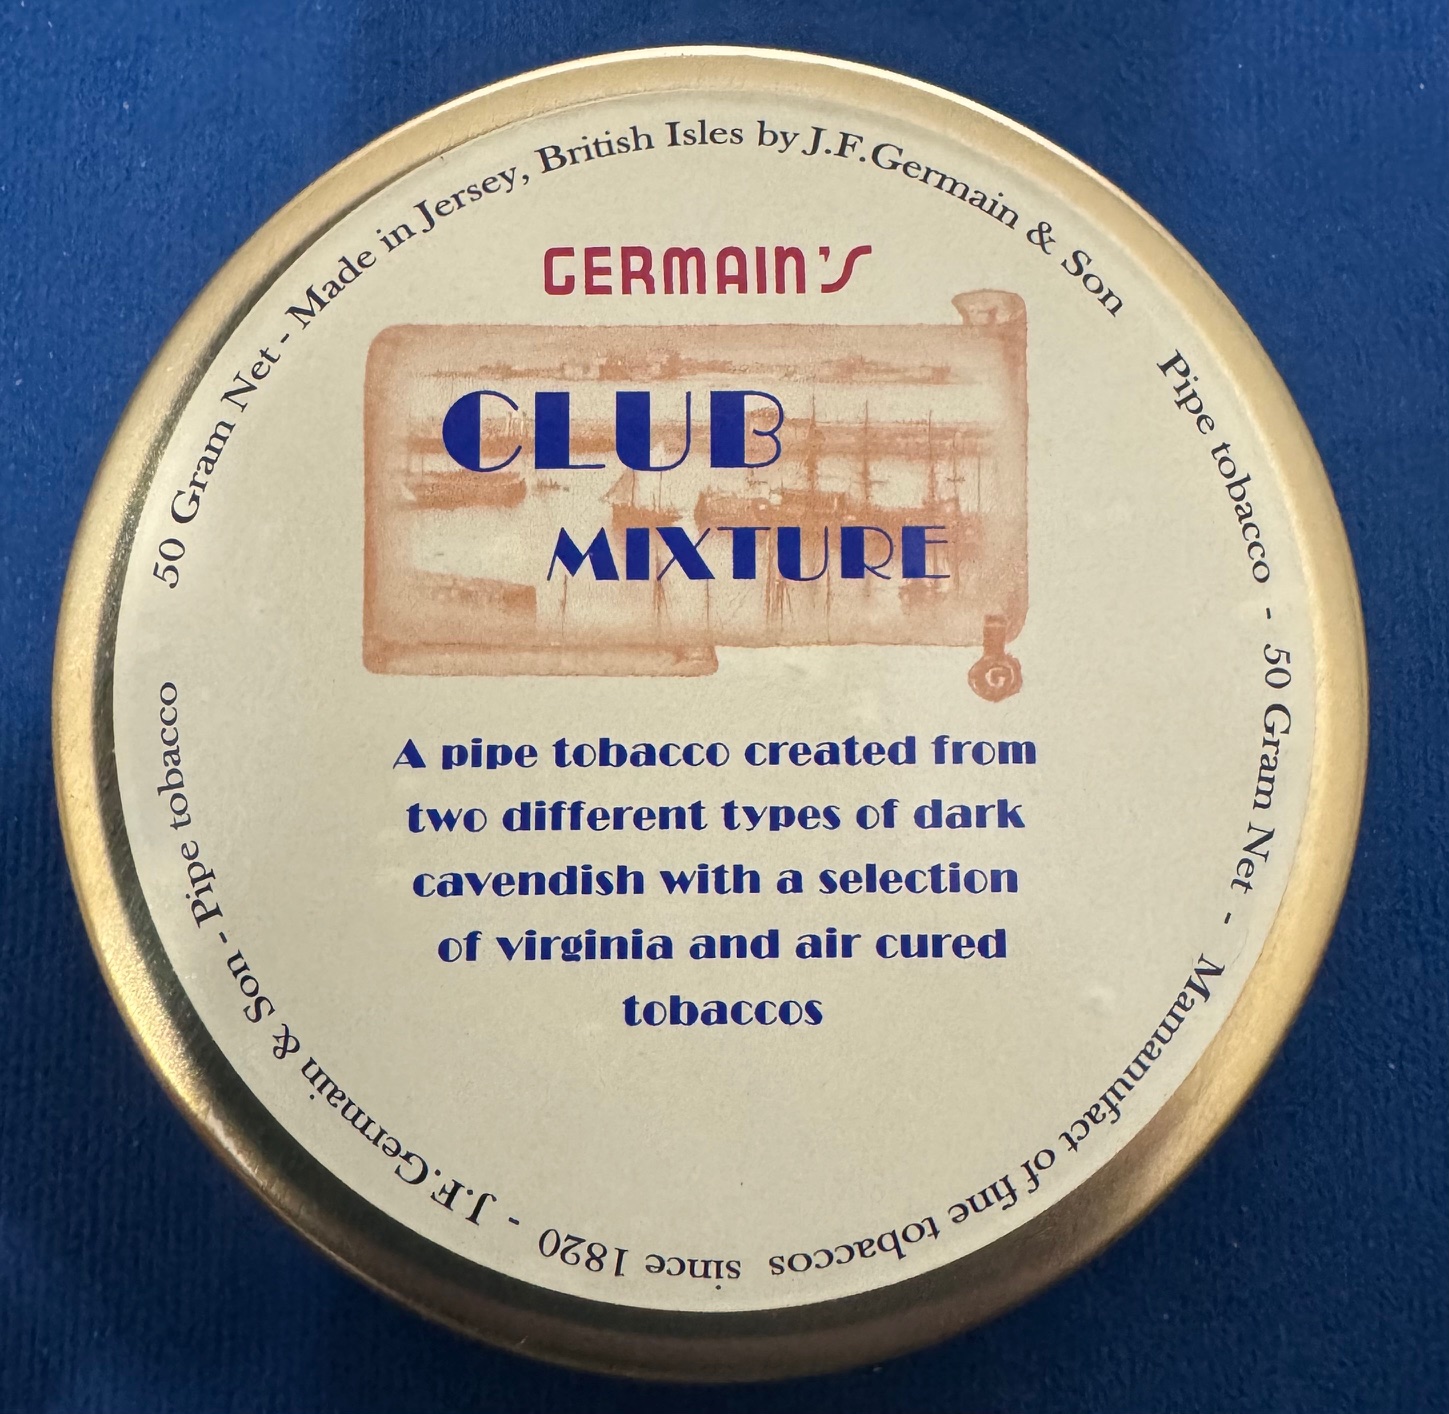 50 Gram Net - Made in Jersey, British Isles by J.F.Germain & Son
Pipe tobacco - 50 Gram Net - Mamanufact of fine tobaccos since 1820 - J.F.Germain & Son - Pipe tobacco
GERMAIN'S
CLUB
MIXTURE
G
A pipe tobacco created from
two different types of dark
cavendish with a selection
of virginia and air cured
tobaccos